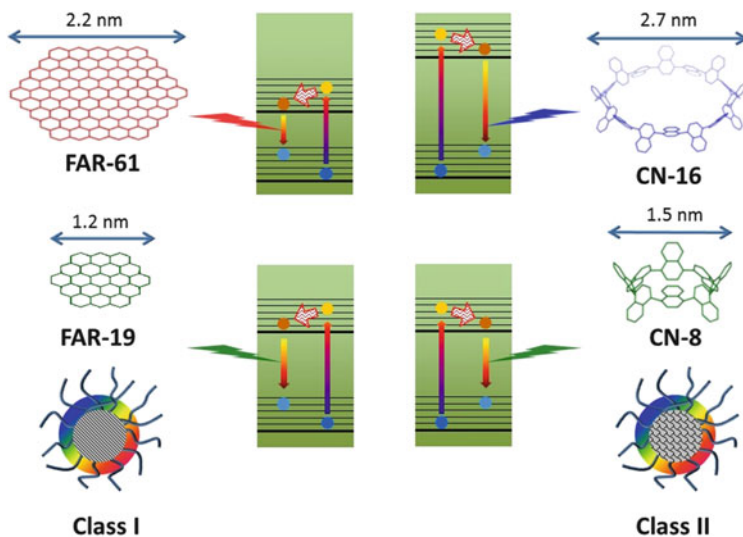 2.2 nm
2.7 nm
FAR-61
CN-16
1.2 nm
1.5 nm
FAR-19
CN-8
Class I
Class II